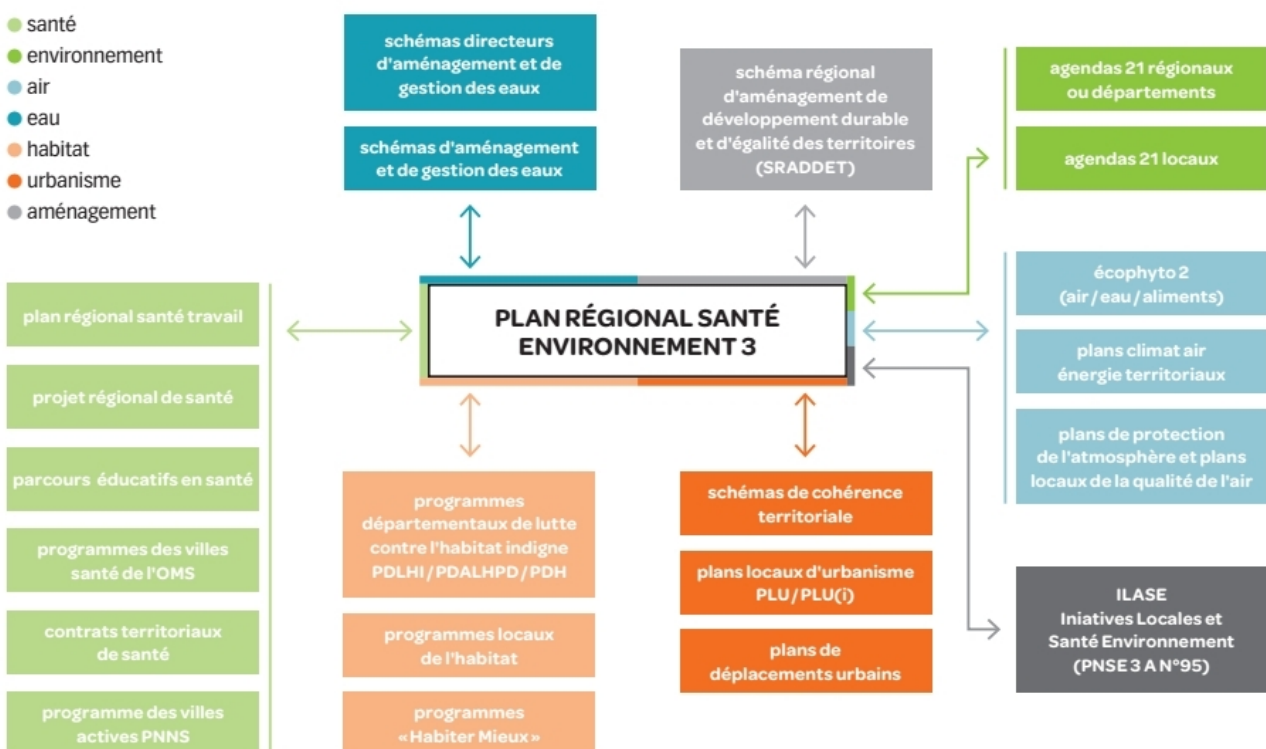 santé
environnement
air
eau
habitat
urbanisme
aménagement
schémas directeurs
d'aménagement et de
gestion des eaux
schémas d'aménagement
et de gestion des eaux
schéma régional
d'aménagement de
développement durable
et d'égalité des territoires
(SRADDET)
agendas 21 régionaux
ou départements
agendas 21 locaux
plan régional santé travail
projet régional de santé
parcours éducatifs en santé
programmes des villes
santé de l'OMS
contrats territoriaux
de santé
programme des villes
actives PNNS
PLAN RÉGIONAL SANTÉ
ENVIRONNEMENT 3
écophyto 2
(air / eau / aliments)
plans climat air
énergie territoriaux
plans de protection
de l'atmosphère et plans
locaux de la qualité de l'air
programmes
départementaux de lutte
contre l'habitat indigne
PDLHI / PDALHPD / PDH
programmes locaux
de l'habitat
programmes
« Habiter Mieux »
schémas de cohérence
territoriale
plans locaux d'urbanisme
PLU / PLU(i)
plans de
déplacements urbains
ILASE
Iniatives Locales et
Santé Environnement
(PNSE 3 A N°95)